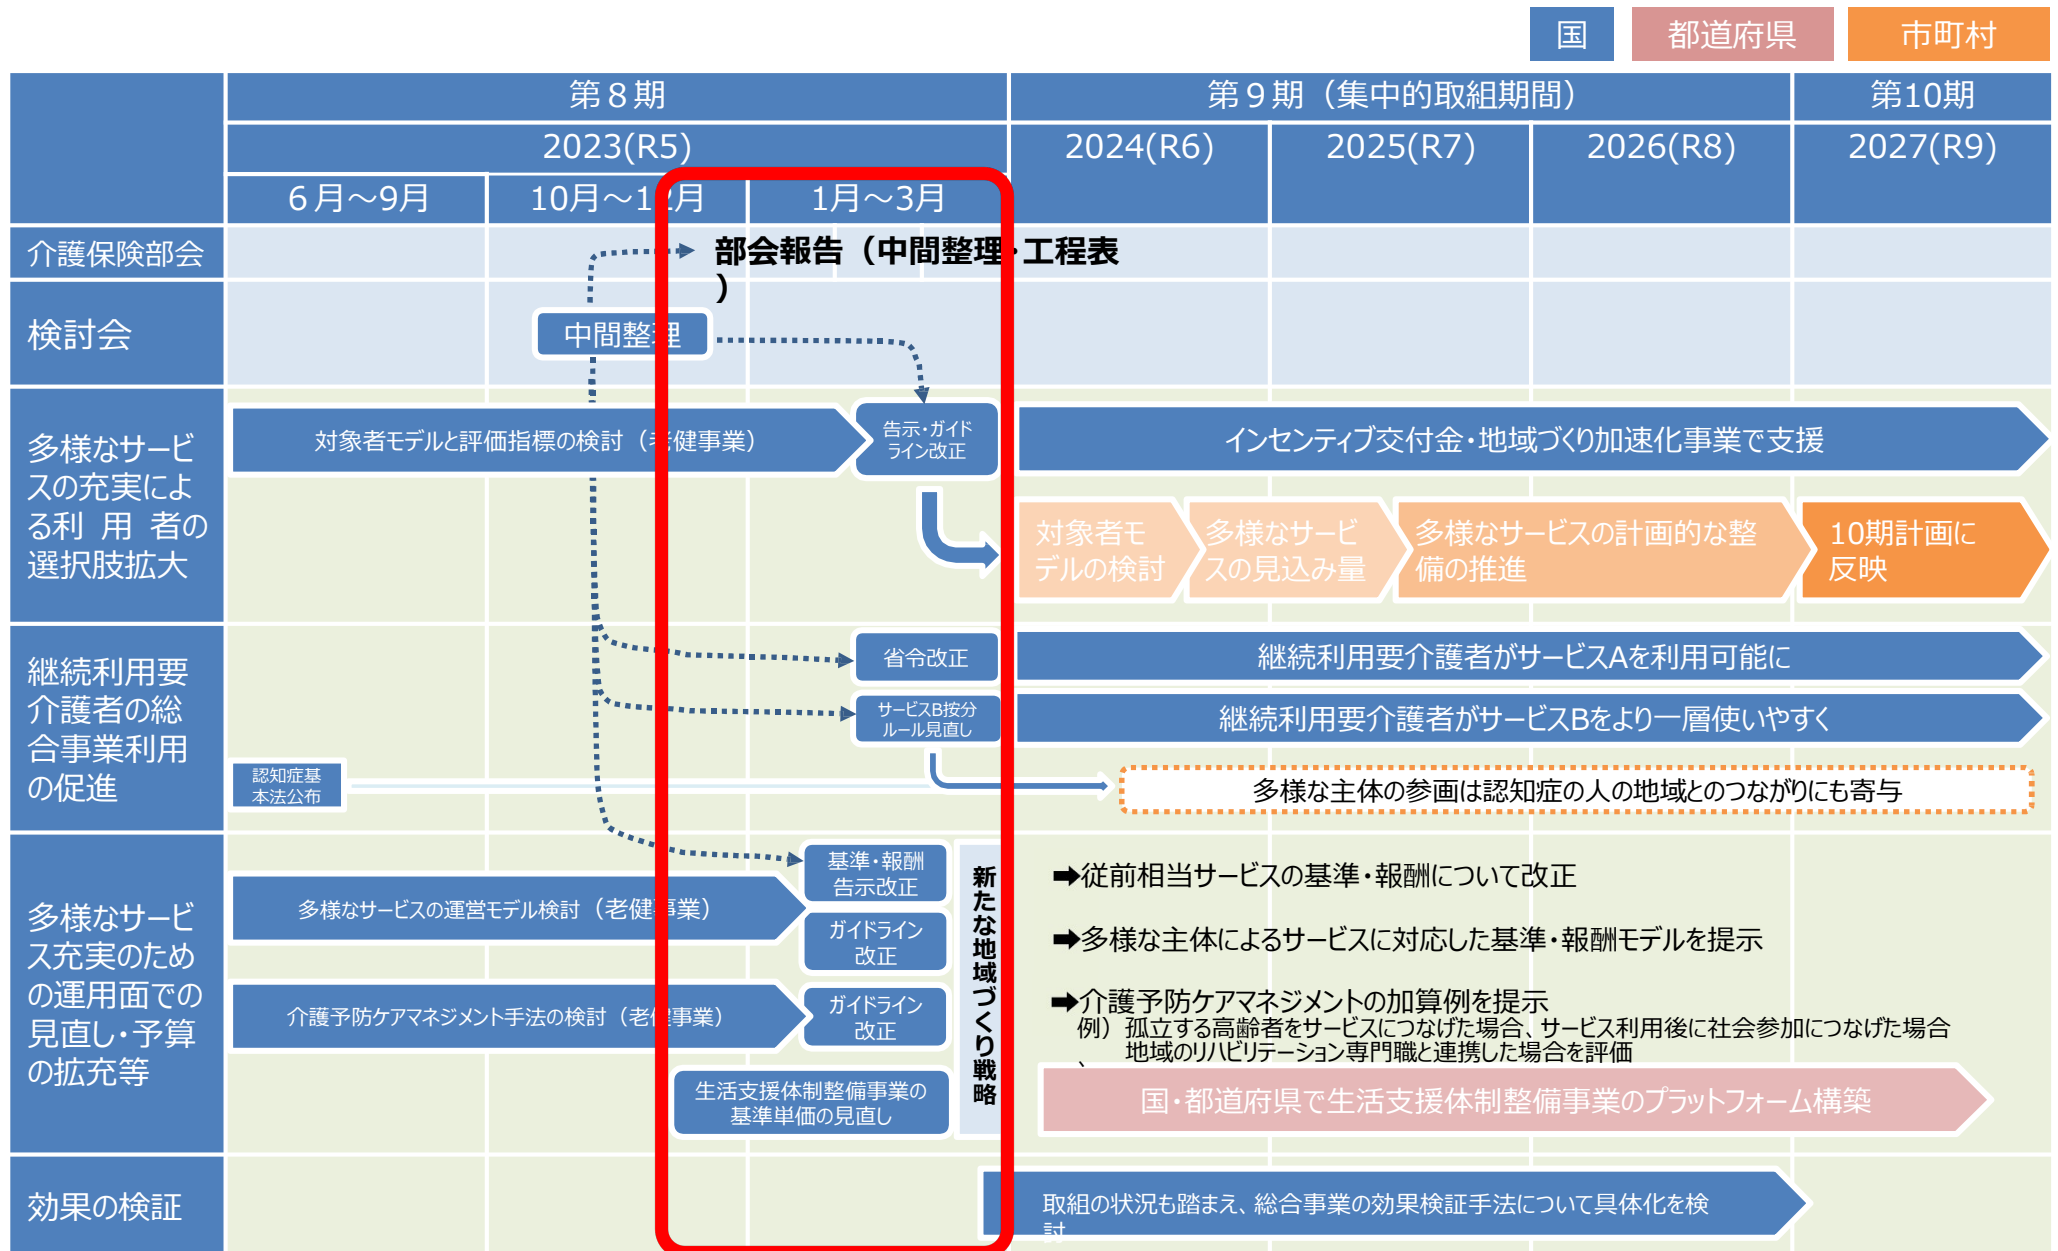 国
都道府県
市町村
第８期
第９期（集中的取組期間）
第10期
2023(R5)
2024(R6)
2025(R7)
2026(R8)
2027(R9)
６月～9月
10月～12月
1月～3月
介護保険部会
部会報告（中間整理・工程表
）
検討会
中間整理
多様なサービ
スの充実によ
る利 用 者の
選択肢拡大
対象者モデルと評価指標の検討（老健事業）
告示・ガイド
ライン改正
インセンティブ交付金・地域づくり加速化事業で支援
対象者モ
デルの検討
多様なサービ
スの見込み量
多様なサービスの計画的な整
備の推進
10期計画に
反映
継続利用要
介護者の総
合事業利用
の促進
省令改正
継続利用要介護者がサービスAを利用可能に
サービスB按分
ルール見直し
継続利用要介護者がサービスBをより一層使いやすく
認知症基
本法公布
多様な主体の参画は認知症の人の地域とのつながりにも寄与
多様なサービ
ス充実のため
の運用面での
見直し・予算
の拡充等
多様なサービスの運営モデル検討（老健事業）
基準・報酬
告示改正
ガイドライン
改正
介護予防ケアマネジメント手法の検討（老健事業）
ガイドライン
改正
生活支援体制整備事業の
基準単価の見直し
新たな地域づくり戦略
➡従前相当サービスの基準・報酬について改正
➡多様な主体によるサービスに対応した基準・報酬モデルを提示
➡介護予防ケアマネジメントの加算例を提示
例）孤立する高齢者をサービスにつなげた場合、サービス利用後に社会参加につなげた場合
、 地域のリハビリテーション専門職と連携した場合を評価
国・都道府県で生活支援体制整備事業のプラットフォーム構築
効果の検証
取組の状況も踏まえ、総合事業の効果検証手法について具体化を検
討